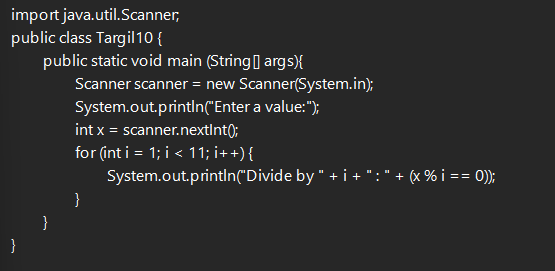 import java.util.Scanner;
public class Targil10 {
public static void main (String[] args){
Scanner scanner = new Scanner(System.in);
System.out.println("Enter a value:");
int x = scanner.nextInt();
for (int i = 1; i < 11; i++) {
System.out.println("Divide by " + i + " : " + (x % i == 0));
}
}
}